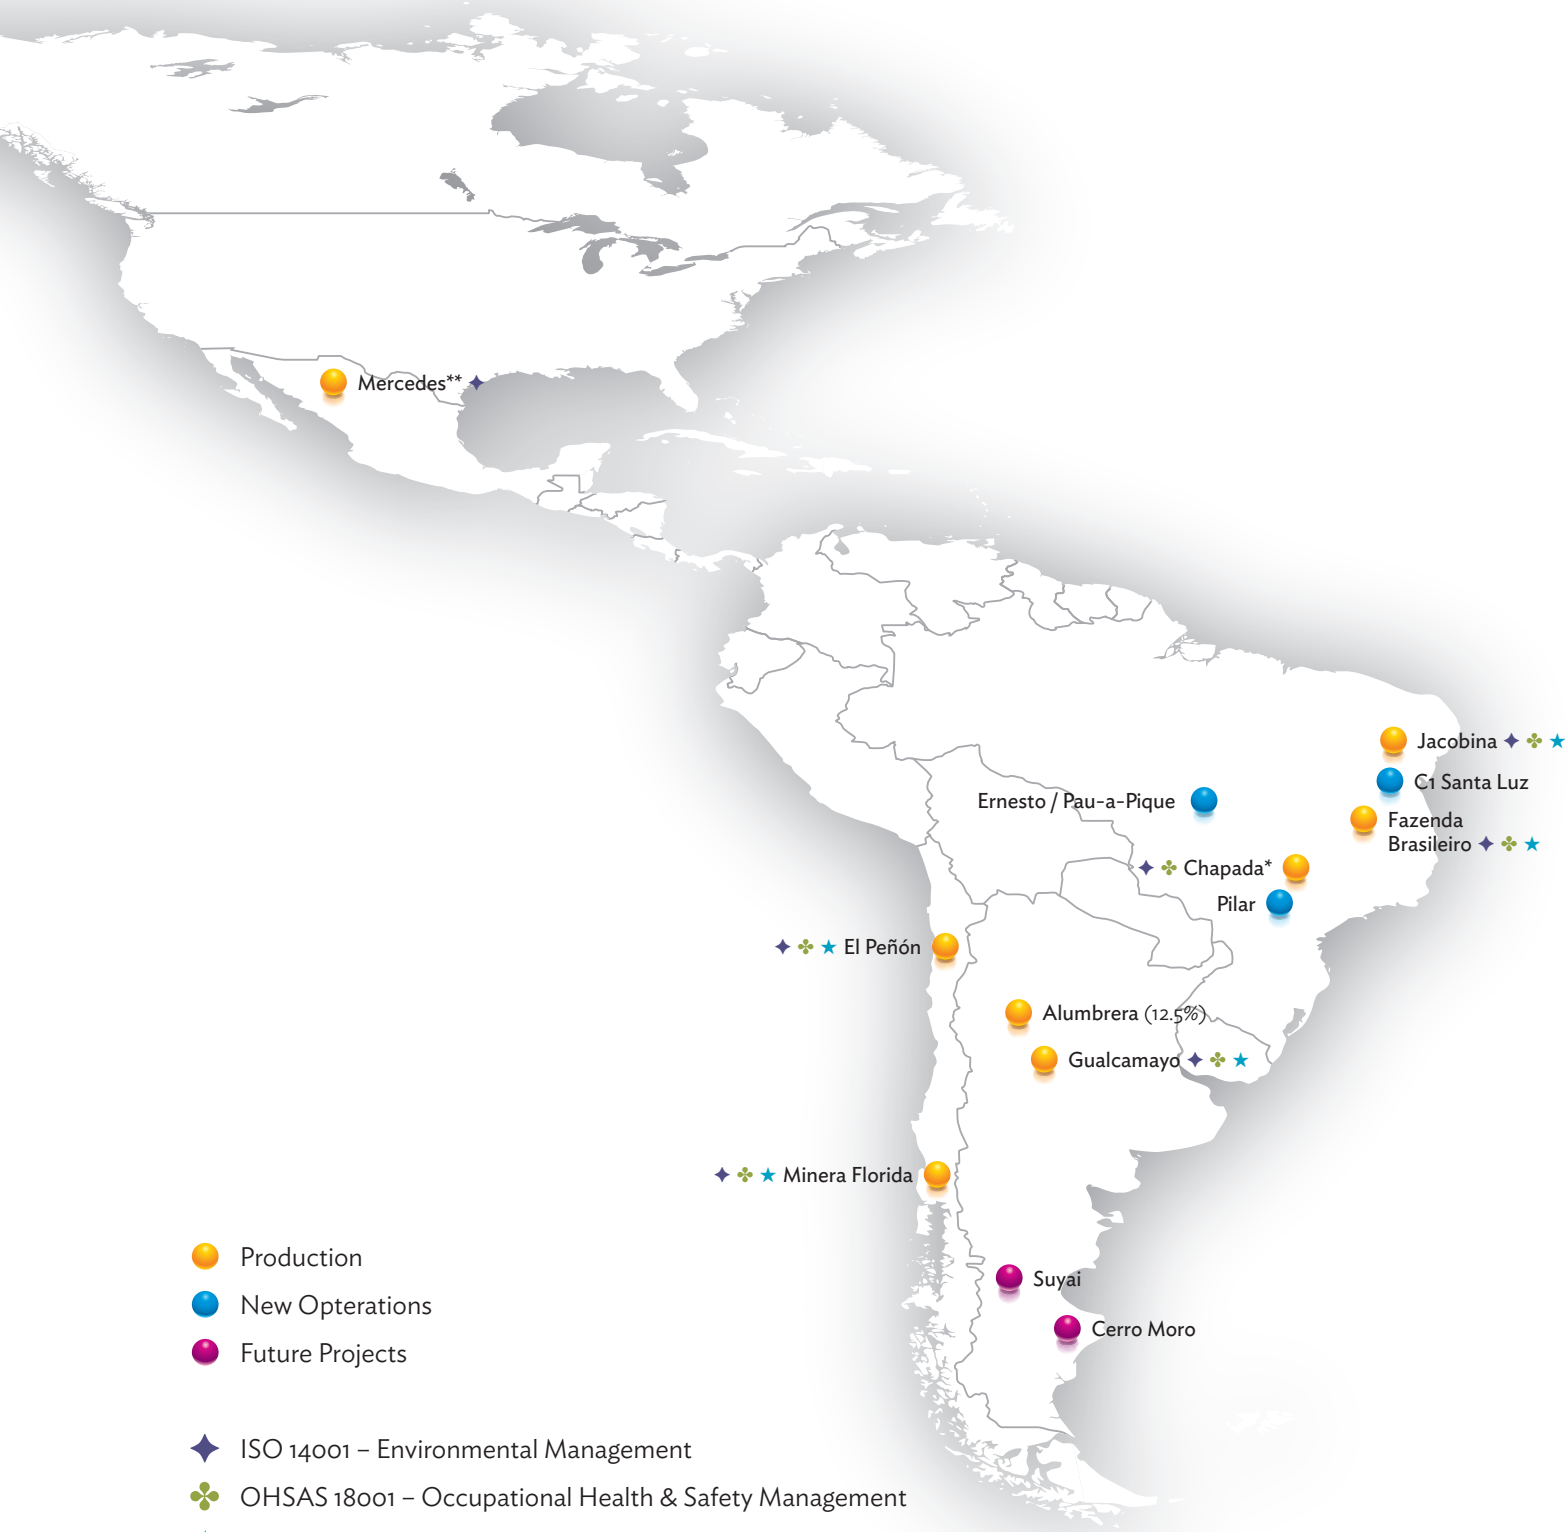 Mercedes**
Jacobina
C1 Santa Luz
Ernesto / Pau-a-Pique
Fazenda
Brasileiro
Chapada*
Pilar
El Peñón
Alumbrera (12.5%)
Gualcamayo
Minera Florida
Production
Suyai
New Opterations
Cerro Moro
Future Projects
ISO 14001 – Environmental Management
OHSAS 18001 – Occupational Health & Safety Management